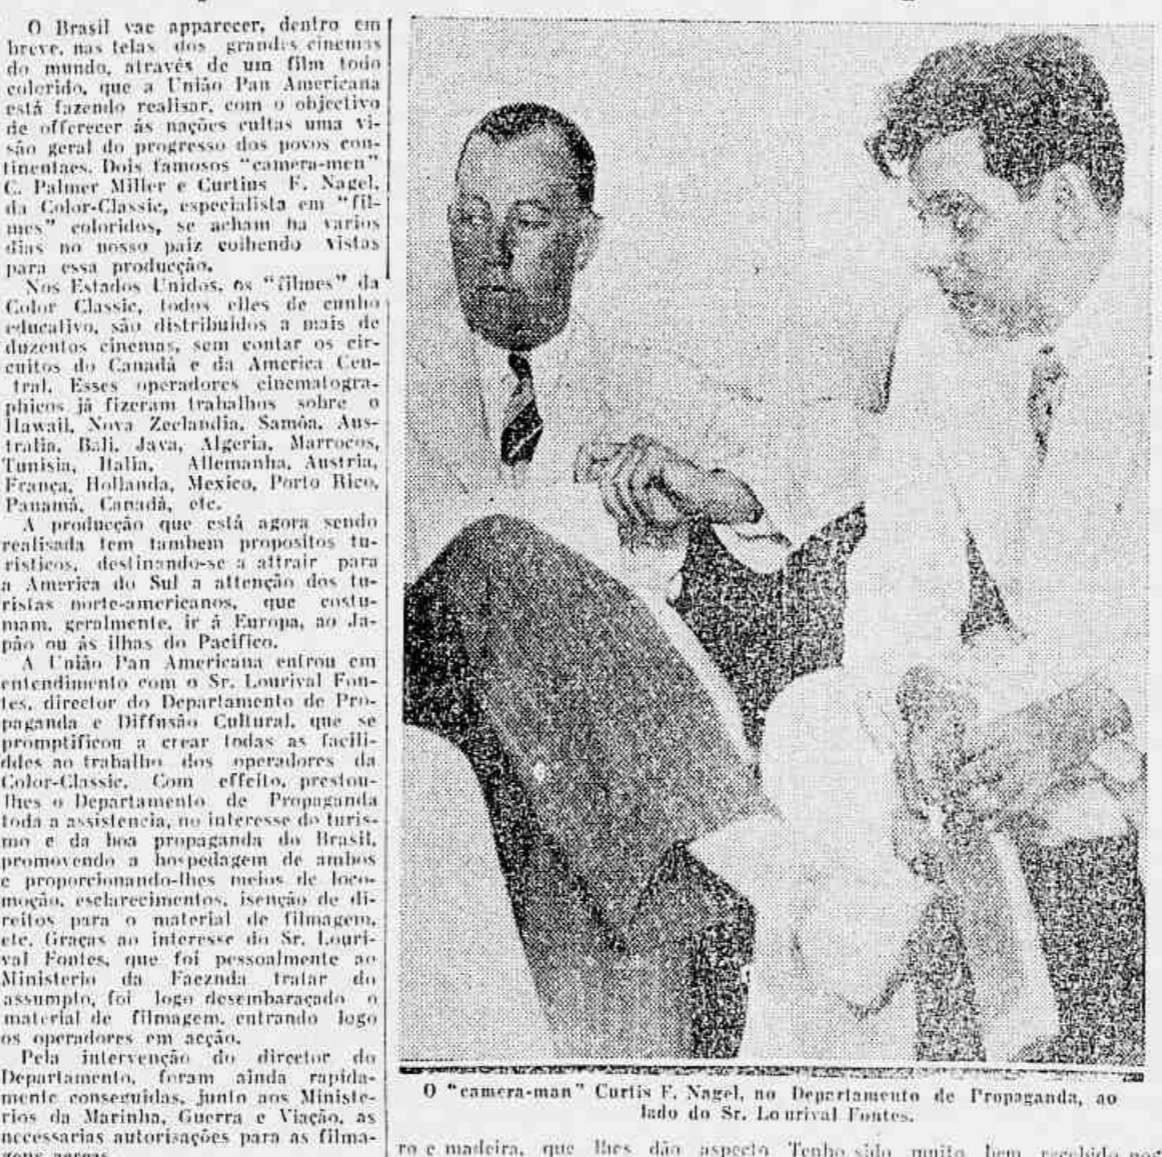 O Brasil vae apparecer, dentro em
breve, nas telas dos grandes cinemas
do mundo, através de um film todo
colorido, que a União Pan Americana
está fazendo realisar, com o objectivo
de offerecer ás nações cultas uma vi-
são geral do progresso dos povos con-
tinentaes. Dois famosos "camera-men"
C. Palmer Miller e Curtius F. Nagel,
da Color-Classic, especialista em "fil-
mes" coloridos, se acham ha varios
dias no nosso paiz colhendo vistas
para essa producção.
Nos Estados Unidos, os "filmes" da
Color Classic, todos elles de cunho
educativo, são distribuidos a mais de
duzentos cinemas, sem contar os cir-
cuitos do Canadá e da America Cen-
tral. Esses operadores cinematogra-
phicos já fizeram trabalhos sobre o
Hawaii, Nova Zeelandia, Samôa, Aus-
tralia, Bali, Java, Algeria, Marrocos,
Tunisia, Italia, Allemanha, Austria,
França, Hollanda, Mexico, Porto Rico,
Panamá, Canadá, etc.
A producção que está agora sendo
realisada tem tambem propositos tu-
risticos, destinando-se a attrair para
a America do Sul a attenção dos tu-
ristas norte-americanos, que costu-
mam, geralmente, ir á Europa, ao Ja-
pão ou ás ilhas do Pacifico.
A União Pan Americana entrou em
entendimento com o Sr. Lourival Fon-
tes, director do Departamento de Pro-
paganda e Diffusão Cultural, que se
promptificou a crear todas as facili-
ddes ao trabalho dos operadores da
Color-Classic. Com effeito, prestou-
lhes o Departamento de Propaganda
toda a assistencia, no interesse do turis-
mo e da boa propaganda do Brasil,
promovendo a hospedagem de ambos
e proporcionando-lhes meios de loco-
moção, esclarecimentos, isenção de di-
reitos para o material de filmagem,
etc. Graças ao interesse do Sr. Louri-
val Fontes, que foi pessoalmente ao
Ministerio da Faeznda tratar do
assumpto, foi logo desembaraçado o
material de filmagem, entrando logo
os operadores em acção.
Pela intervenção do director do
Departamento, foram ainda rapida-
mente conseguidas, junto aos Ministe-
rios da Marinha, Guerra e Viação, as
necessarias autorisações para as filma-
gens aereas.
O "camera-man" Curtis F. Nagel, no Departamento de Propaganda, ao
lado do Sr. Lourival Fontes.
ro e madeira, que lhes dão aspecto
Tenho sido muito bem recebido por